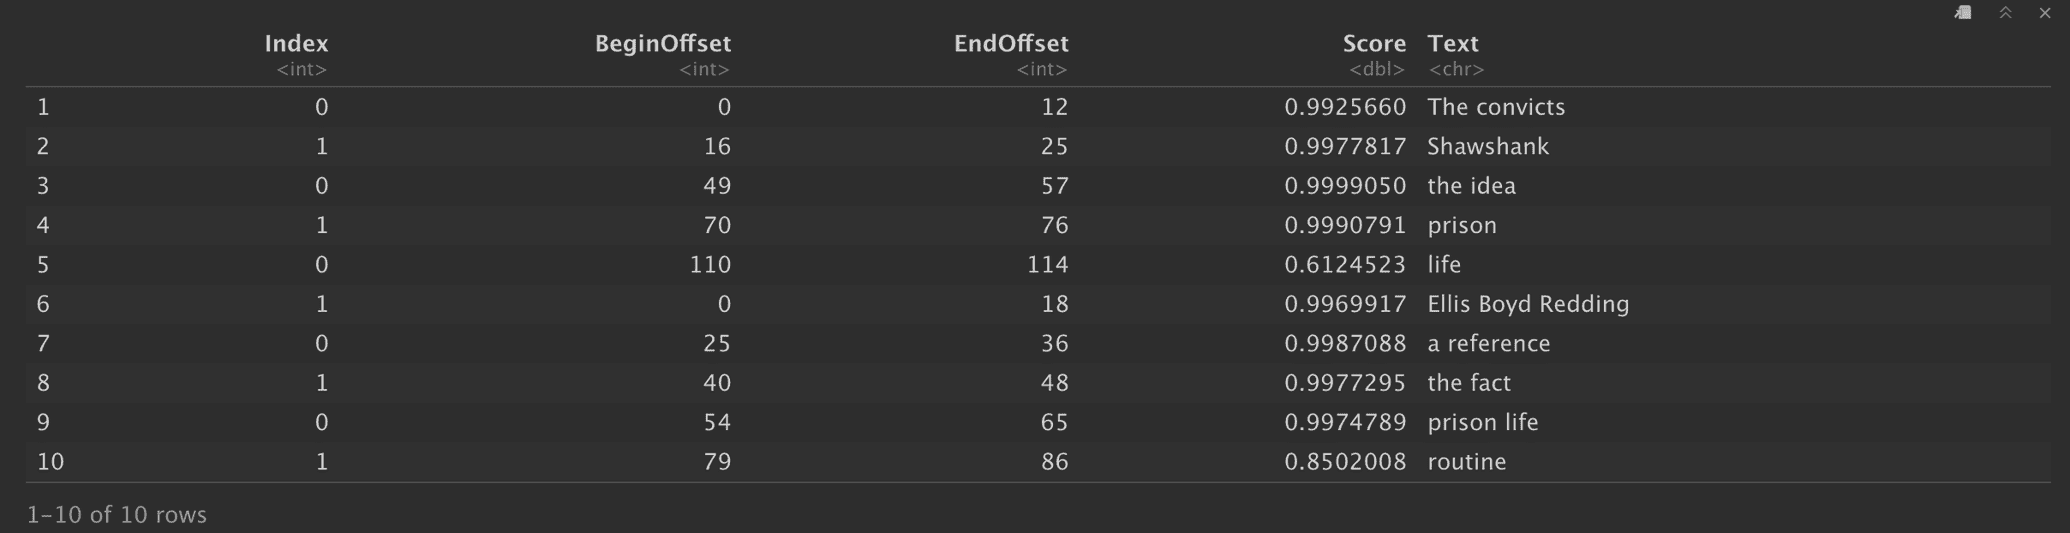 Index BeginOffset EndOffset Score Text
<int> <int> <int> <dbl> <chr>
1 0 0 12 0.9925660 The convicts
2 1 16 25 0.9977817 Shawshank
3 0 49 57 0.9999050 the idea
4 1 70 76 0.9990791 prison
5 0 110 114 0.6124523 life
6 1 0 18 0.9969917 Ellis Boyd Redding
7 0 25 36 0.9987088 a reference
8 1 40 48 0.9977295 the fact
9 0 54 65 0.9974789 prison life
10 1 79 86 0.8502008 routine
1-10 of 10 rows